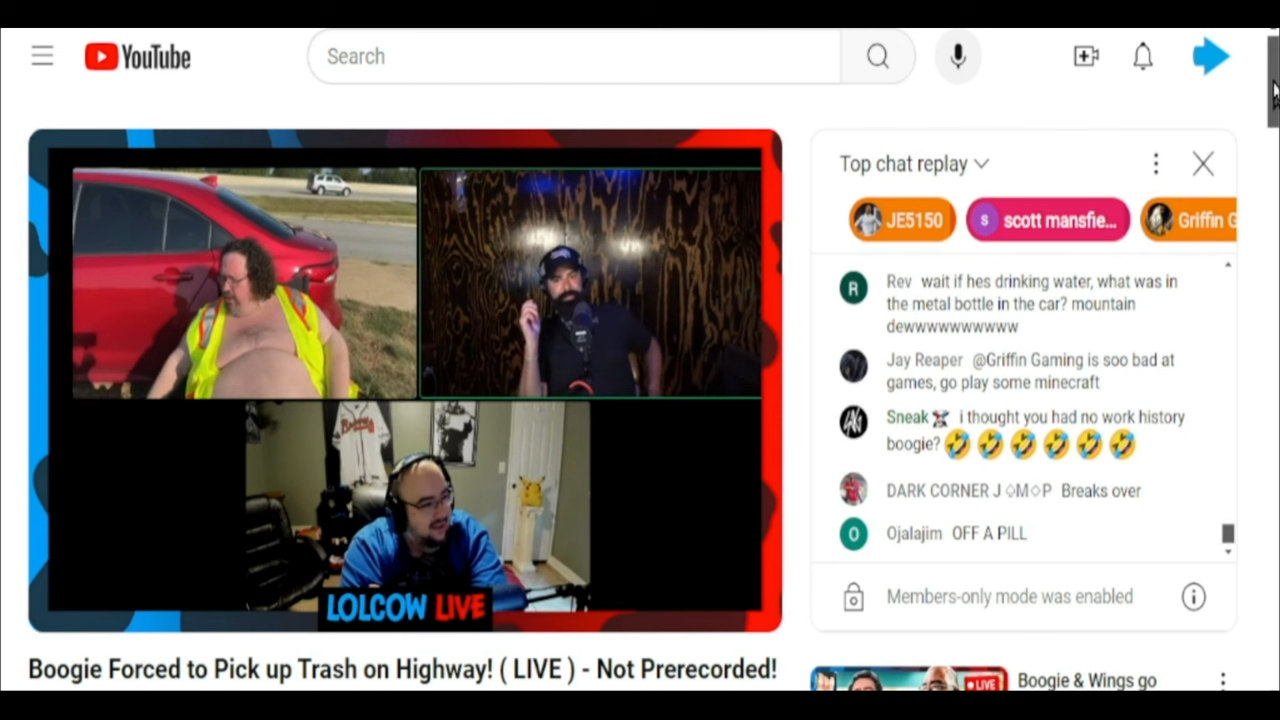 YouTube
Search
Top chat replay
JE5150
S
scott mansfie...
Griffin G
R
Rev wait if hes drinking water, what was in
the metal bottle in the car? mountain
dewwwwwwwwww
Jay Reaper @Griffin Gaming is soo bad at
games, go play some minecraft
Sneak i thought you had no work history
boogie? 🤣 🤣 🤣 🤣 🤣 🤣
DARK CORNER J ◇M◇P Breaks over
O
Ojalajim OFF A PILL
Members-only mode was enabled
Braves
LOLCOW LIVE
Boogie Forced to Pick up Trash on Highway! ( LIVE ) - Not Prerecorded!
LIVE
Boogie & Wings go